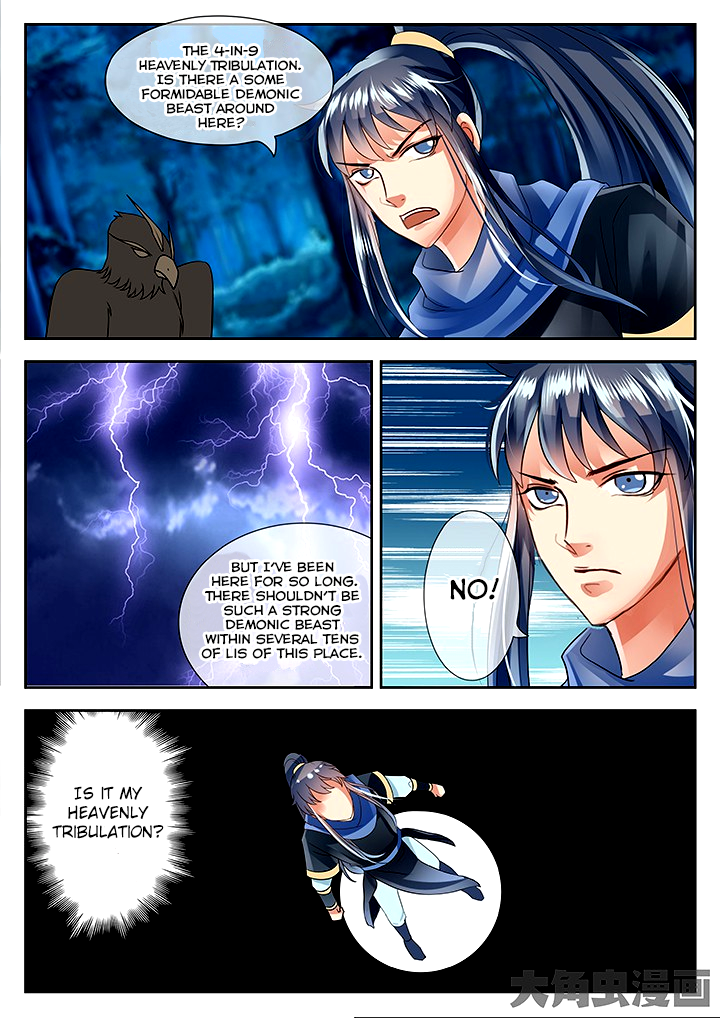 THE 4-IN-9
HEAVENLY TRIBULATION.
IS THERE A SOME
FORMIDABLE DEMONIC
BEAST AROUND
HERE?
BUT I'VE BEEN
HERE FOR SO LONG.
THERE SHOULDN'T BE
SUCH A STRONG
DEMONIC BEAST
WITHIN SEVERAL TENS
OF LIS OF THIS PLACE.
NO!
IS IT MY
HEAVENLY
TRIBULATION?
大角虫漫画